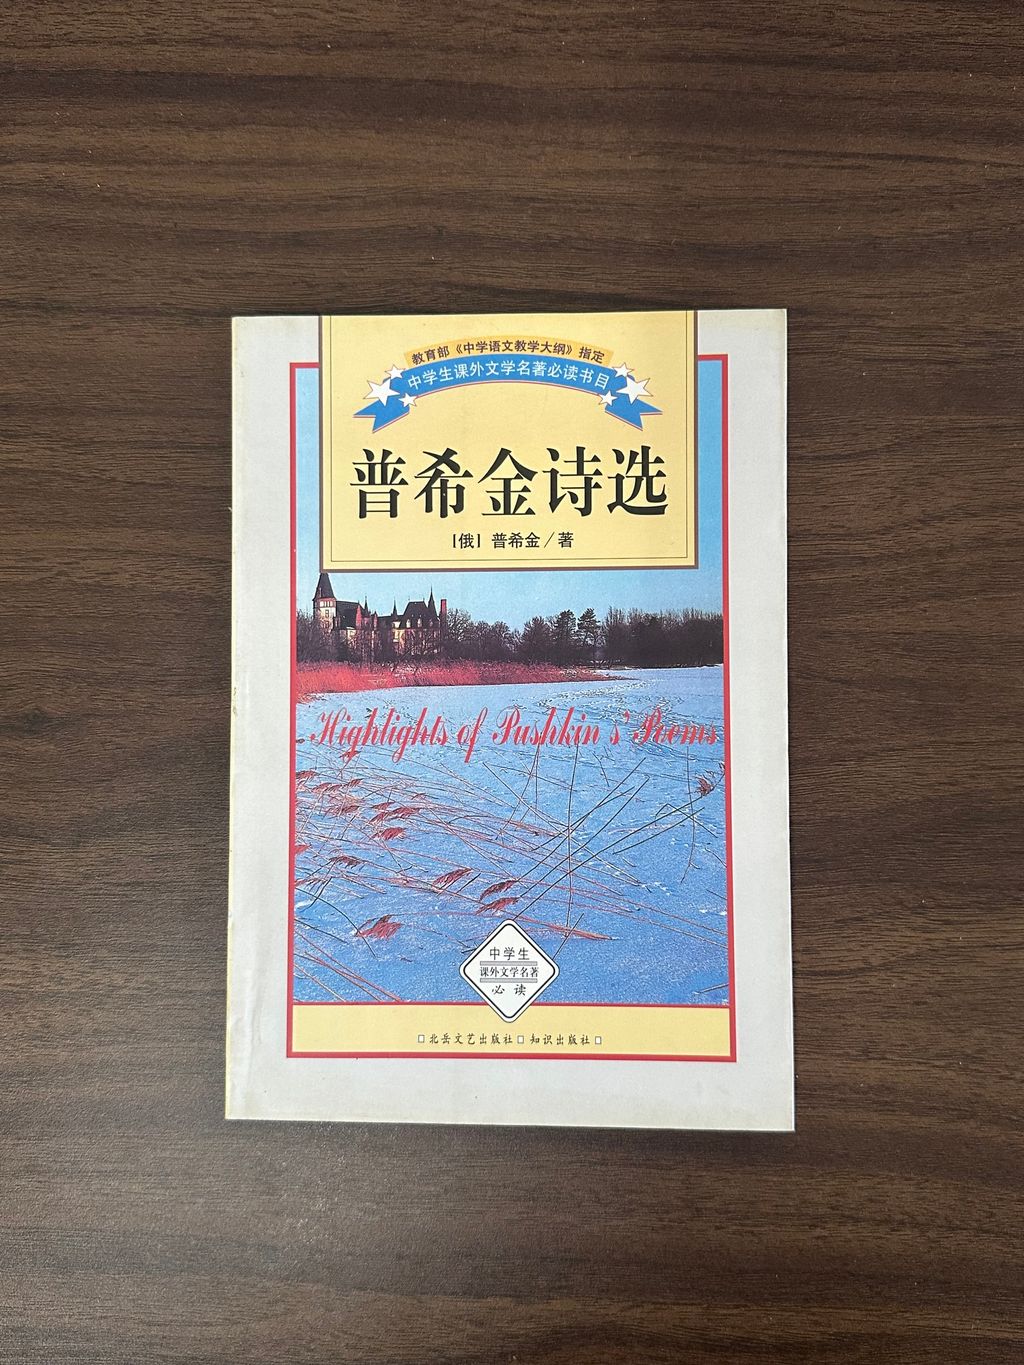 教育部《中学语文教学大纲》指定
中学生课外文学名著必读书目
普希金诗选
[俄] 普希金／著
Highlights of Pushkin's Poems
中学生
课外文学名著
必读
□北岳文艺出版社□知识出版社□